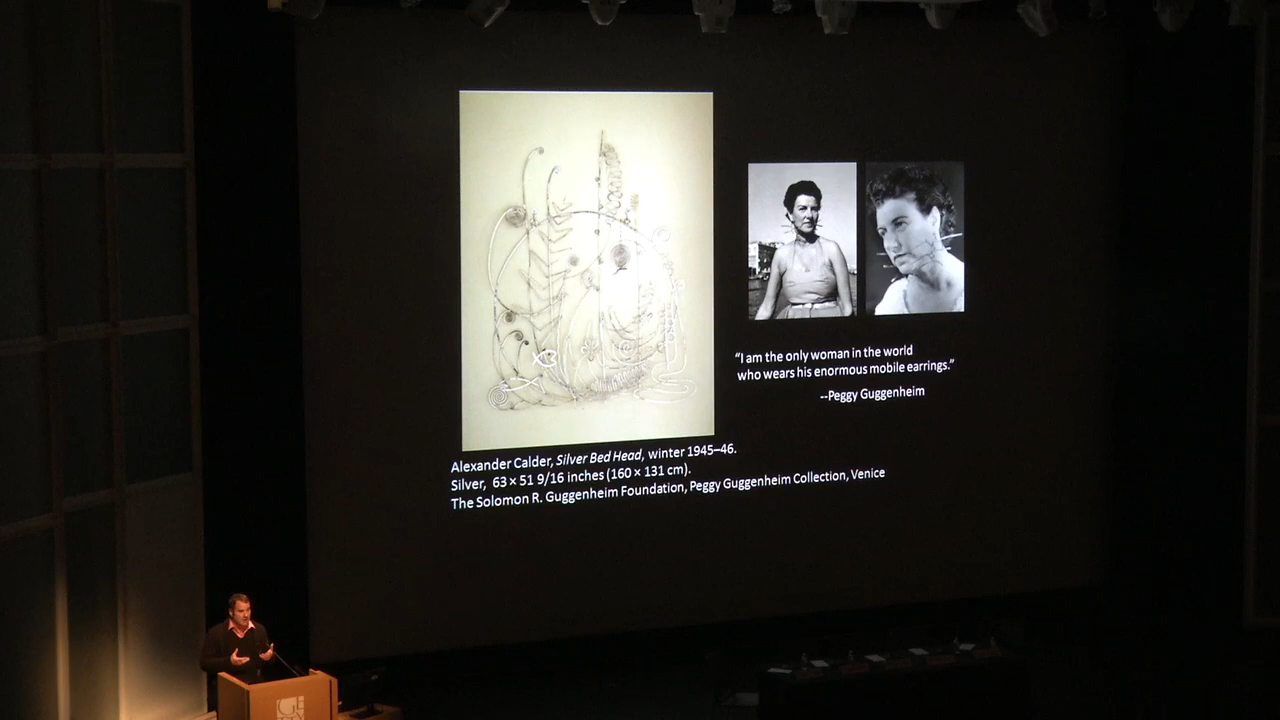 “I am the only woman in the world
who wears his enormous mobile earrings.”
--Peggy Guggenheim
Alexander Calder, Silver Bed Head, winter 1945–46.
Silver, 63 × 51 9/16 inches (160 × 131 cm).
The Solomon R. Guggenheim Foundation, Peggy Guggenheim Collection, Venice